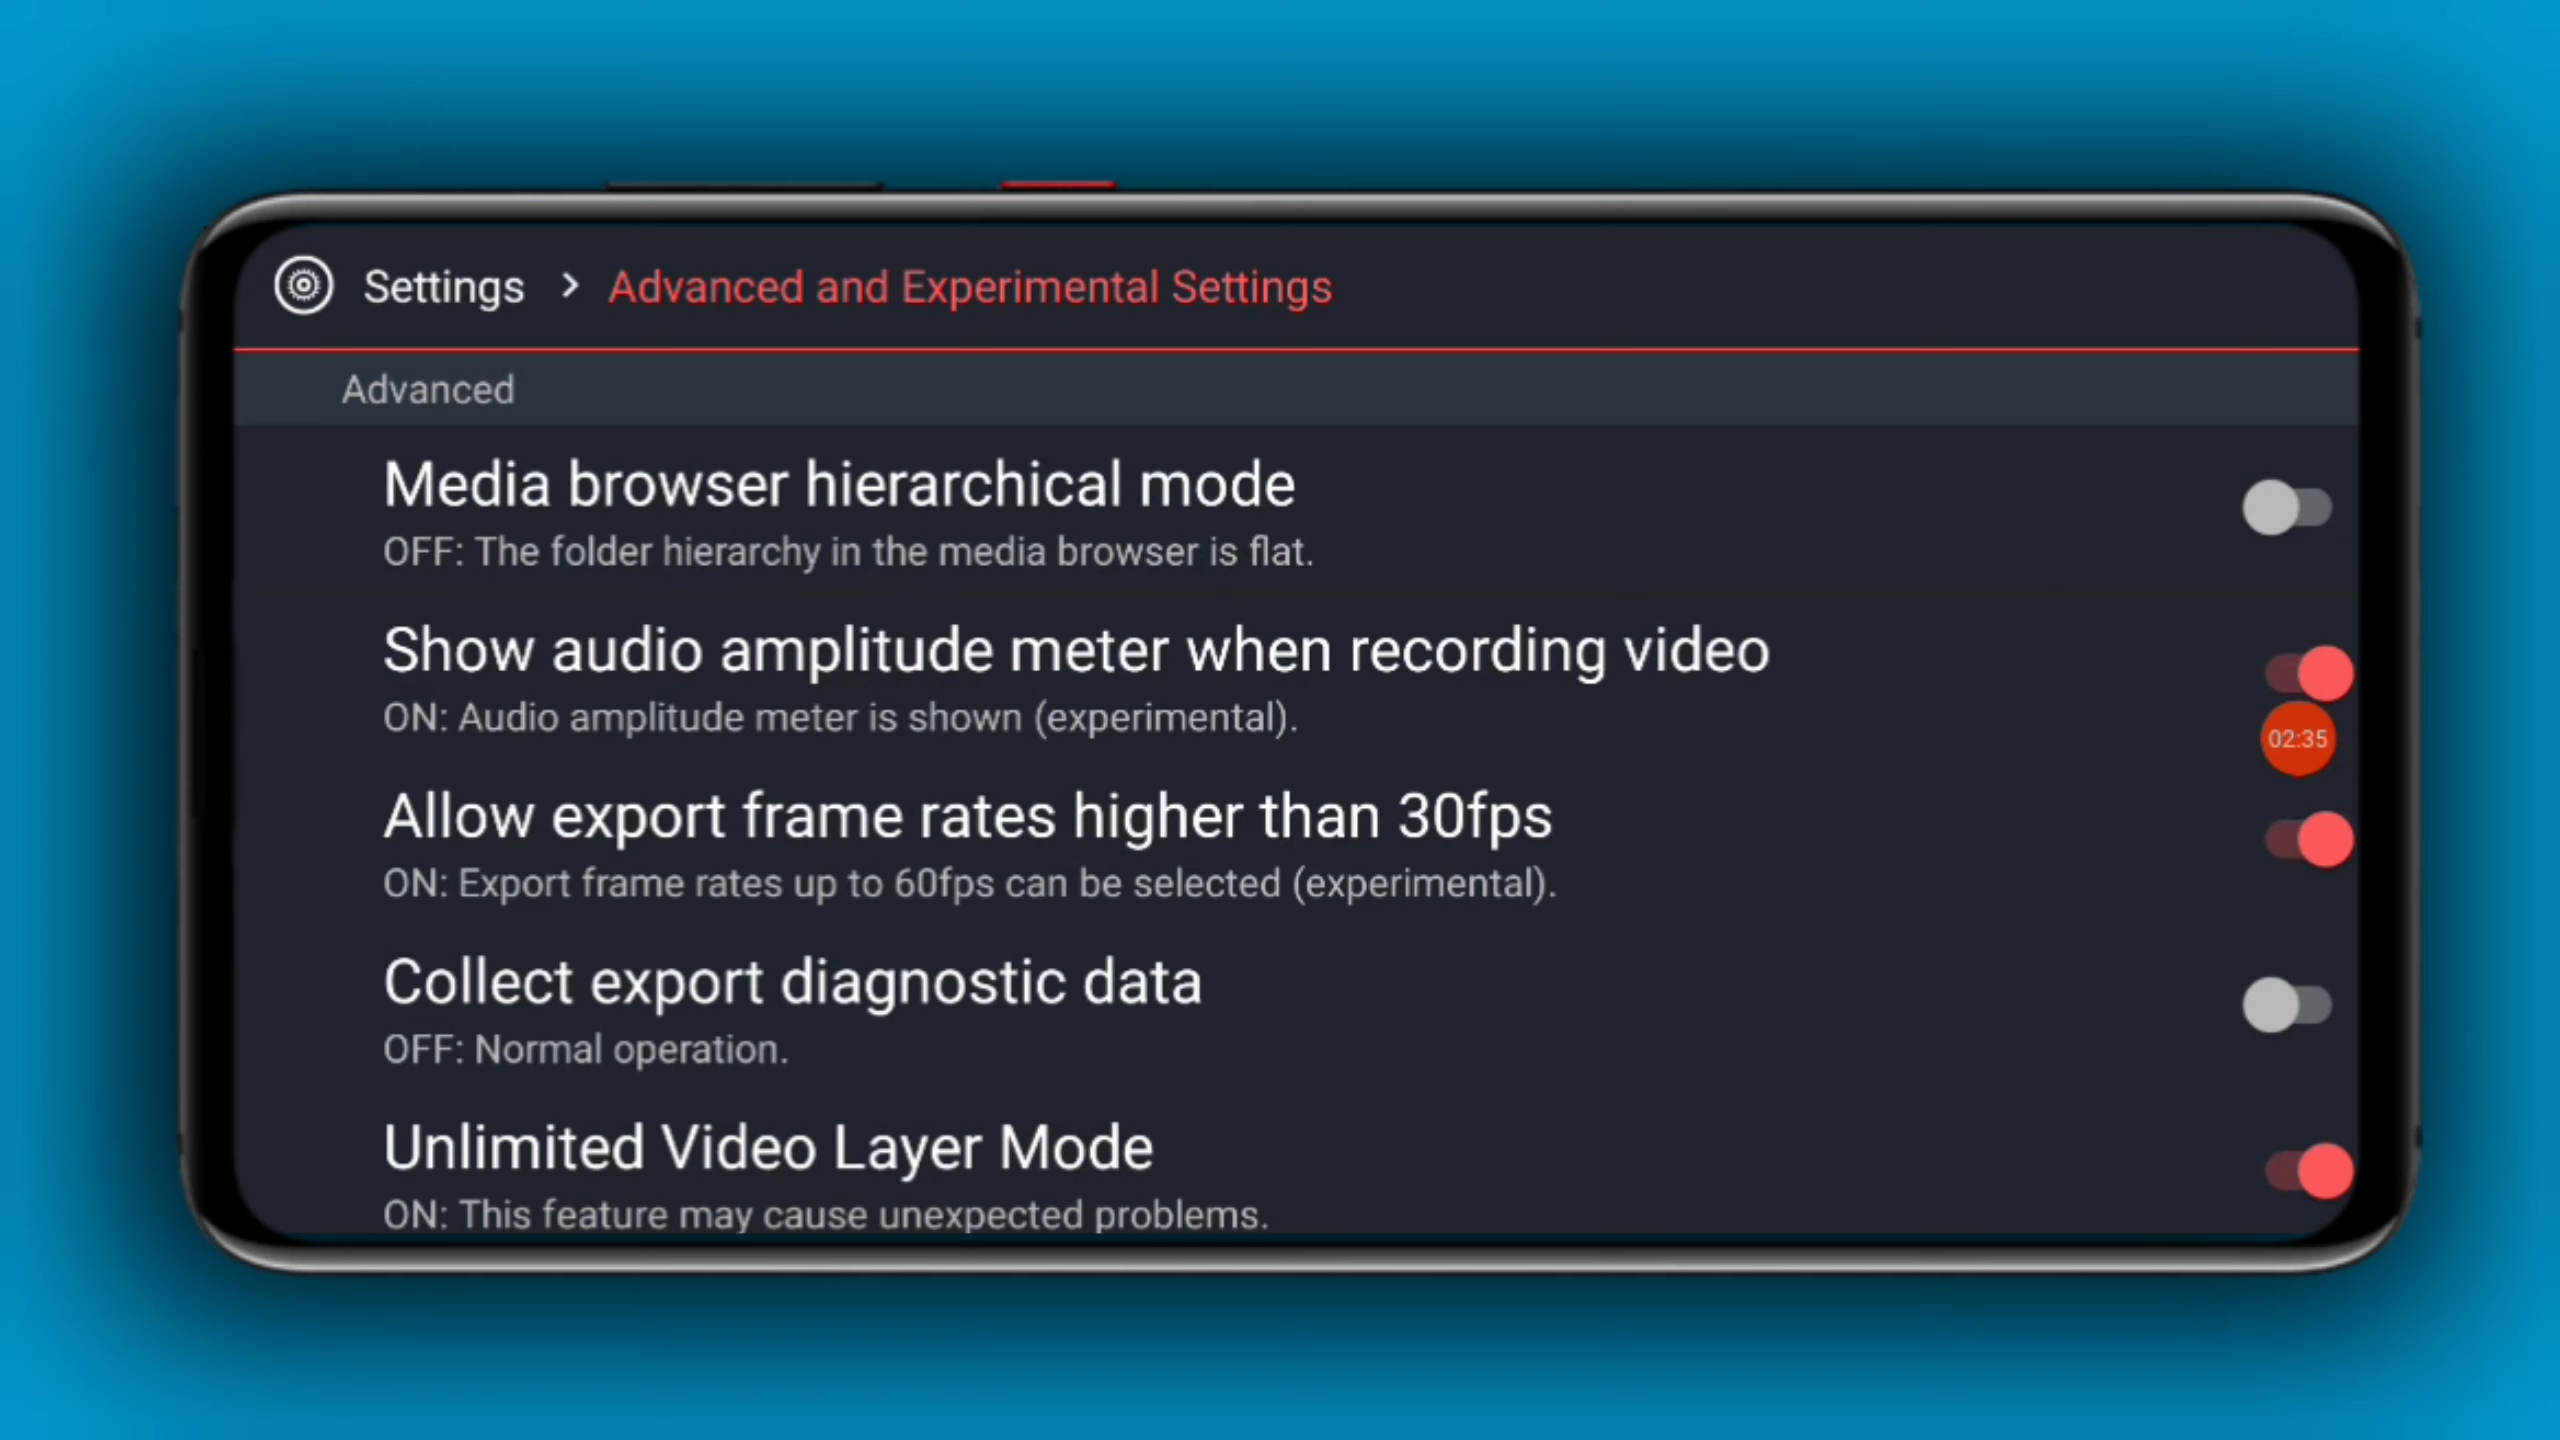 Settings > Advanced and Experimental Settings
Advanced
Media browser hierarchical mode
OFF: The folder hierarchy in the media browser is flat.
Show audio amplitude meter when recording video
ON: Audio amplitude meter is shown (experimental).
02:35
Allow export frame rates higher than 30fps
ON: Export frame rates up to 60fps can be selected (experimental).
Collect export diagnostic data
OFF: Normal operation.
Unlimited Video Layer Mode
ON: This feature may cause unexpected problems.